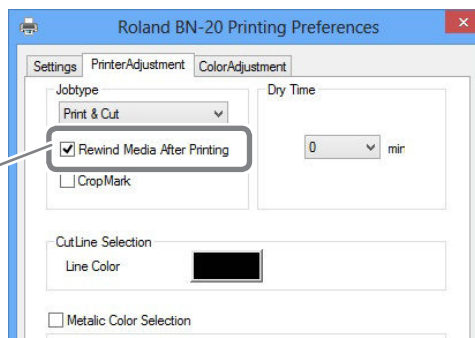 Roland BN-20 Printing Preferences
x
Settings PrinterAdjustment ColorAdjustment
Jobtype
Dry Time
Print & Cut
Rewind Media After Printing
0 min
CropMark
CutLine Selection
Line Color
Metalic Color Selection